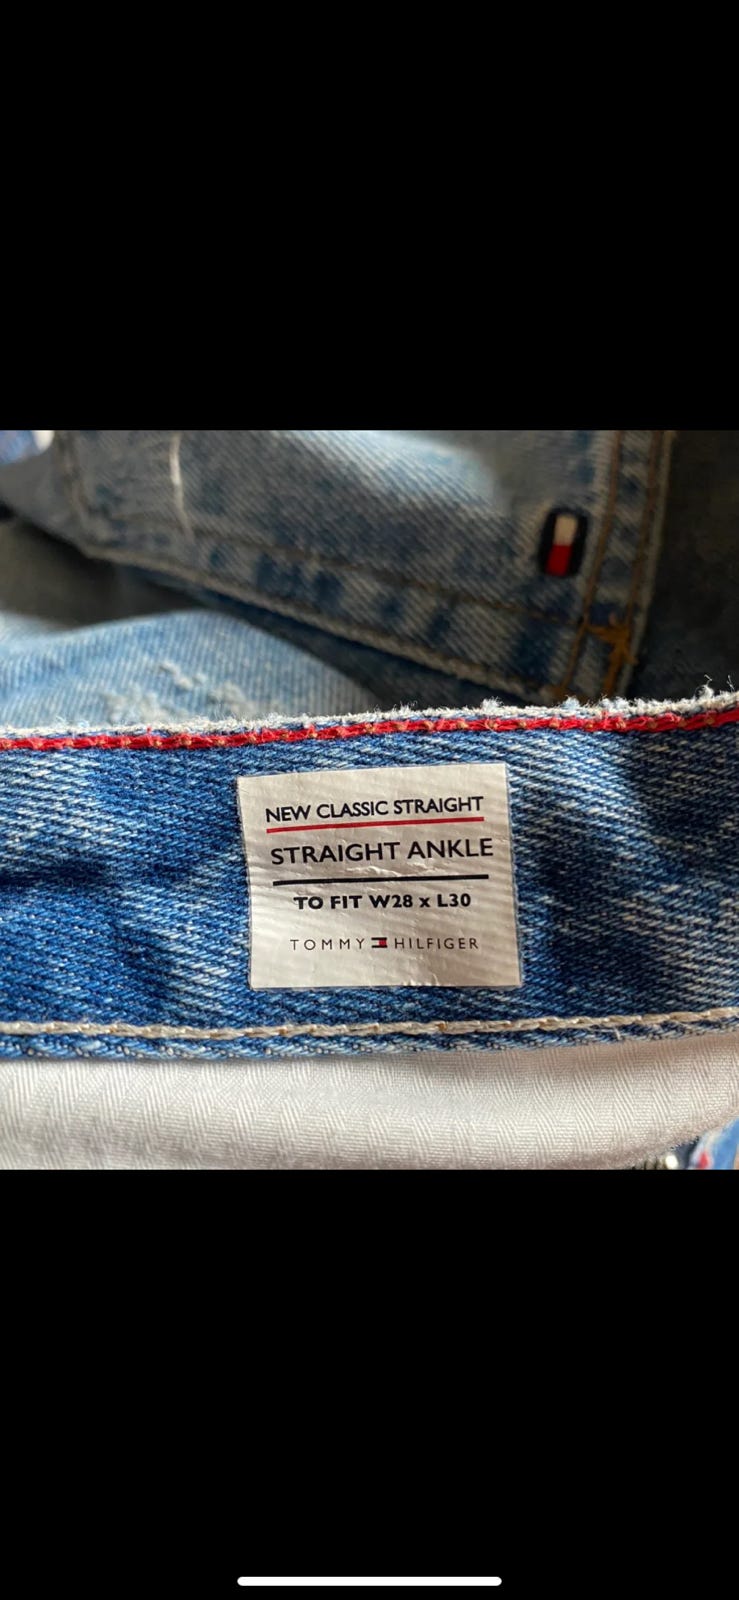 NEW CLASSIC STRAIGHT
STRAIGHT ANKLE
TO FIT W28 x L30
TOMMY HILFIGER